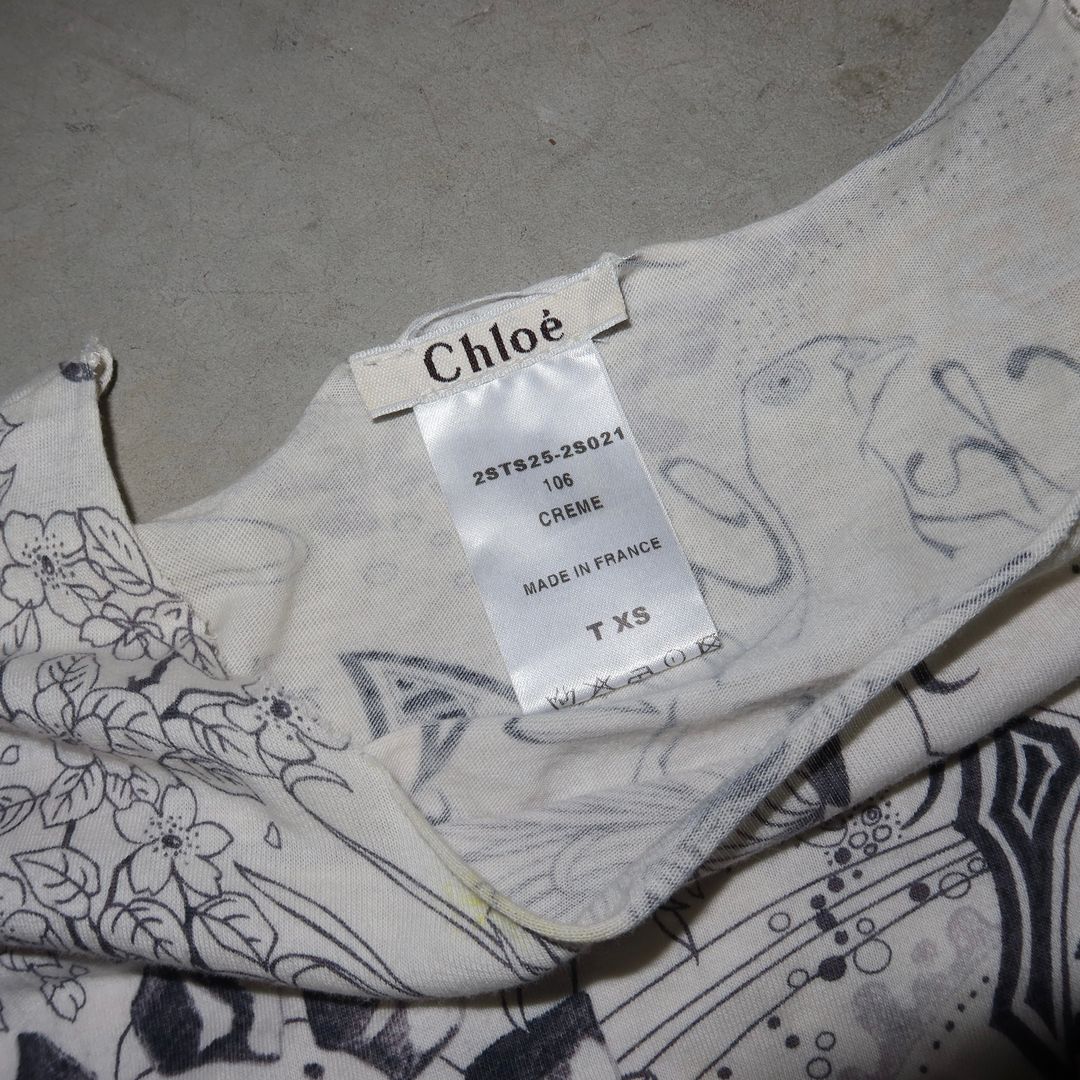 Chloé
2STS25-2S021
106
CREME
MADE IN FRANCE
T XS